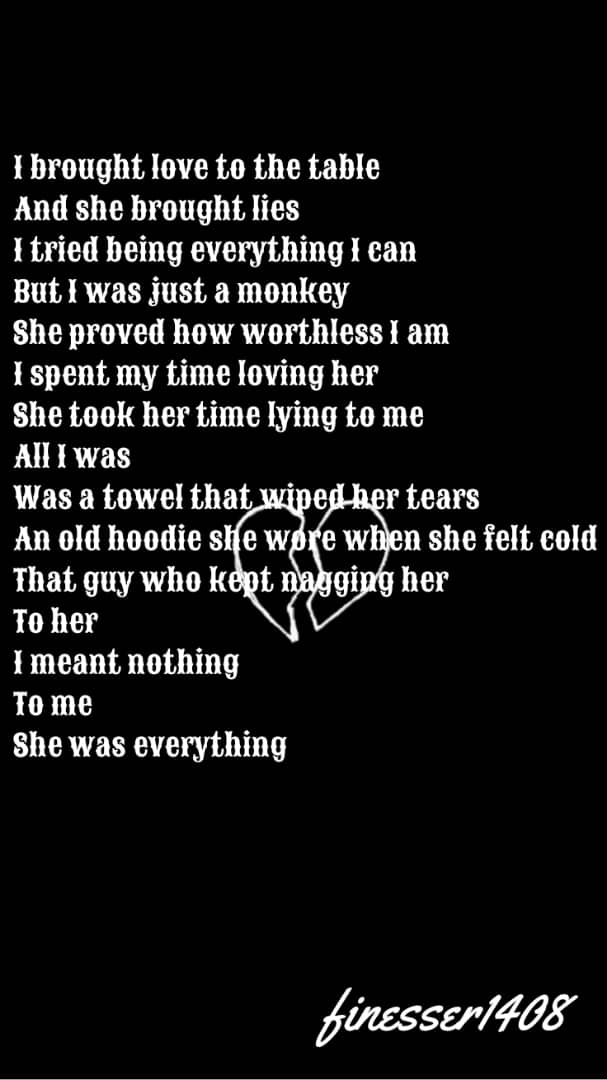 I brought love to the table
And she brought lies
I tried being everything I can
But I was just a monkey
She proved how worthless I am
I spent my time loving her
She took her time lying to me
All I was
Was a towel that wiped her tears
An old hoodie she wore when she felt cold
That guy who kept nagging her
To her
I meant nothing
To me
She was everything
finesser1408